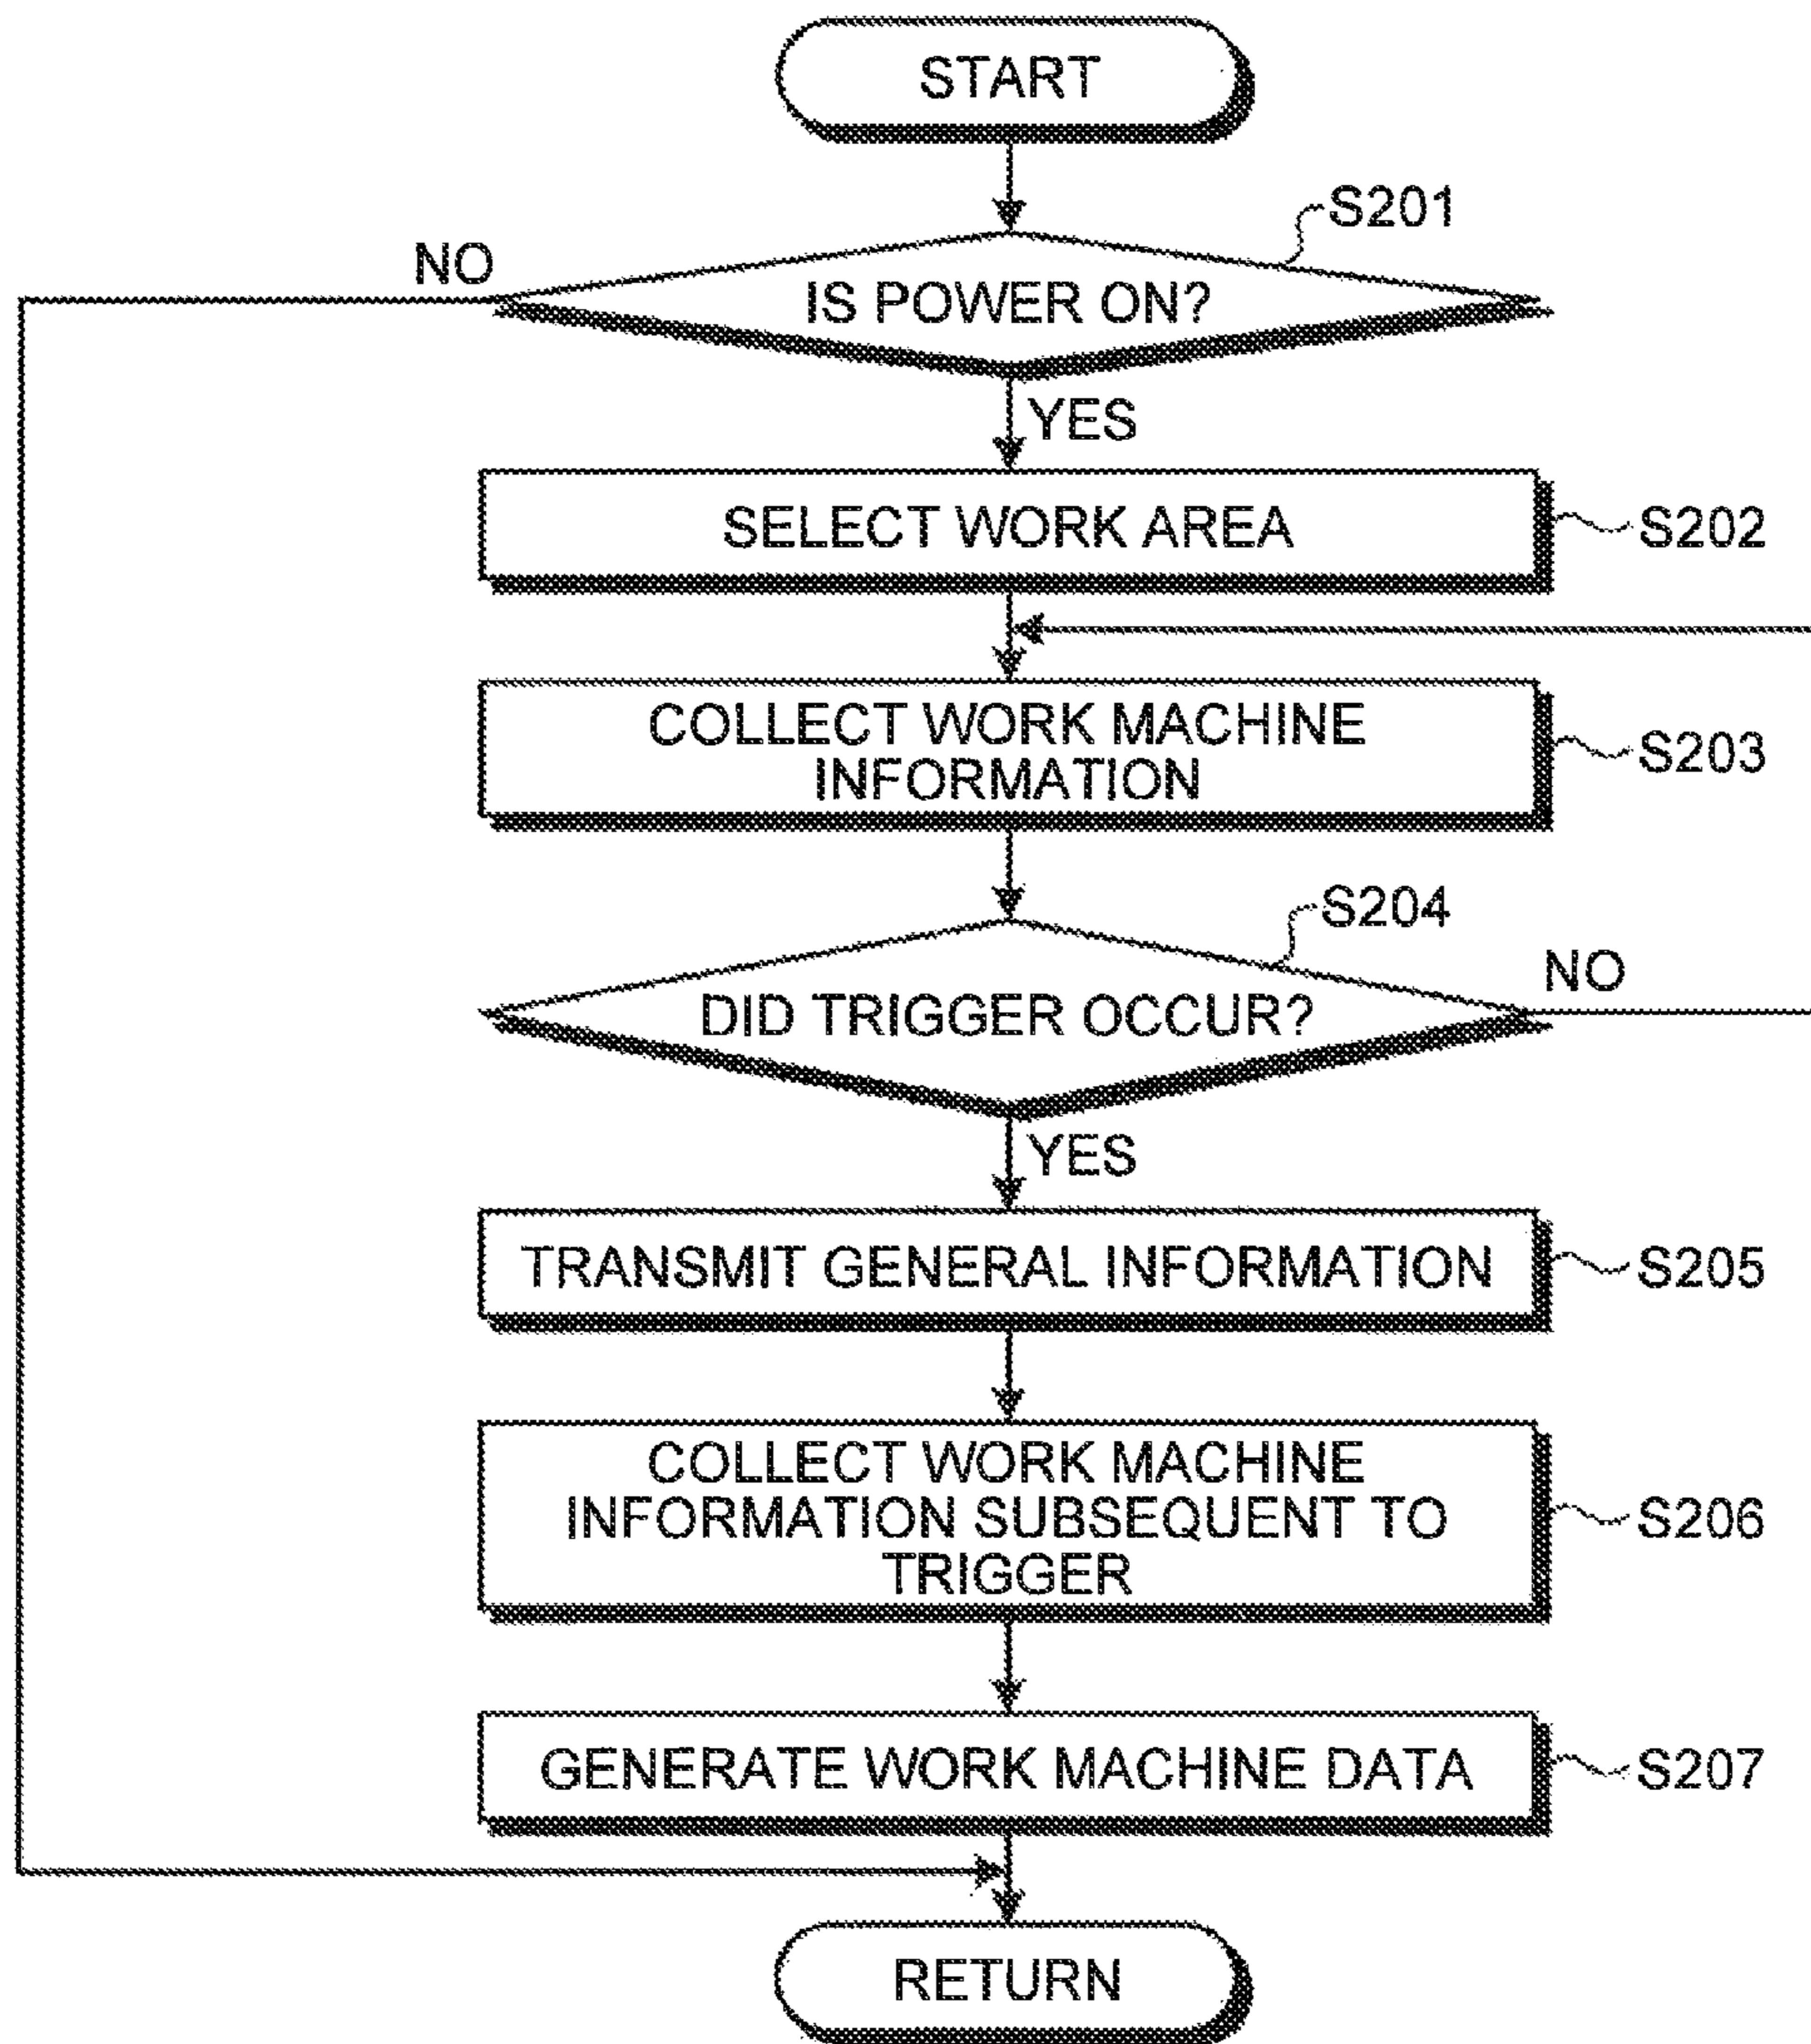 START
S201
NO
IS POWER ON?
YES
SELECT WORK AREA
S202
COLLECT WORK MACHINE
INFORMATION
S203
S204
NO
DID TRIGGER OCCUR?
YES
TRANSMIT GENERAL INFORMATION
S205
COLLECT WORK MACHINE
INFORMATION SUBSEQUENT TO
TRIGGER
S206
GENERATE WORK MACHINE DATA
S207
RETURN